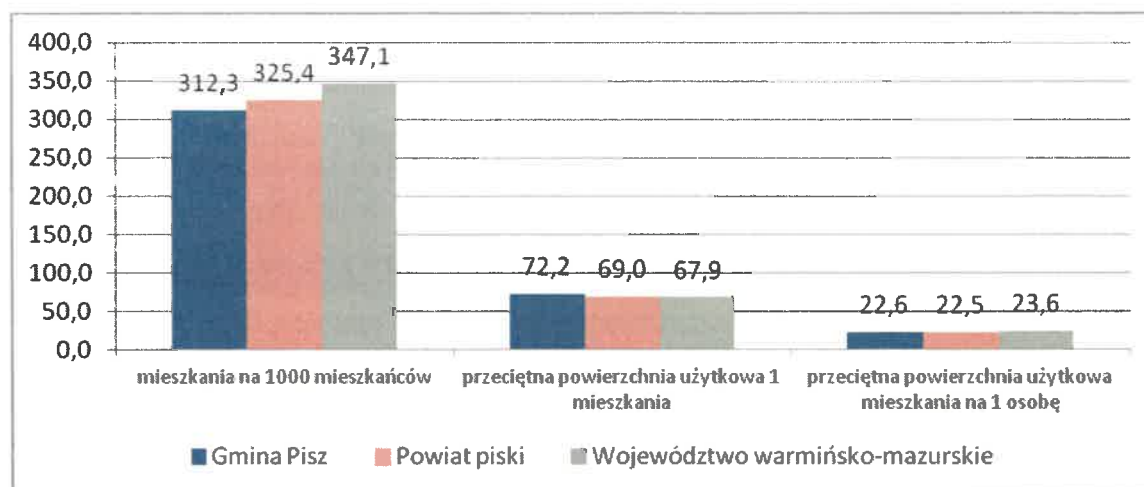 400,0
350,0
300,0
250,0
200,0
150,0
100,0
50,0
0,0
312,3
325,4
347,1
72,2
69,0
67,9
22,6
22,5
23,6
mieszkania na 1000 mieszkańców
przeciętna powierzchnia użytkowa 1
mieszkania
przeciętna powierzchnia użytkowa
mieszkania na 1 osobę
Gmina Pisz
Powiat piski
Województwo warmińsko-mazurskie